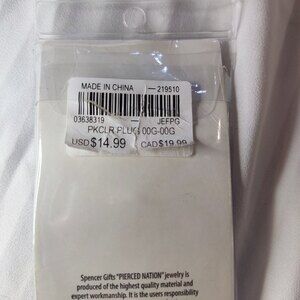 MADE IN CHINA — 219510
03638319 JEFPG
PKCLR PLUG 00G-00G
USD$14.99 CAD$19.99
Spencer Gifts "PIERCED NATION" jewelry is
produced of the highest quality material and
expert workmanship. It is the users responsibility